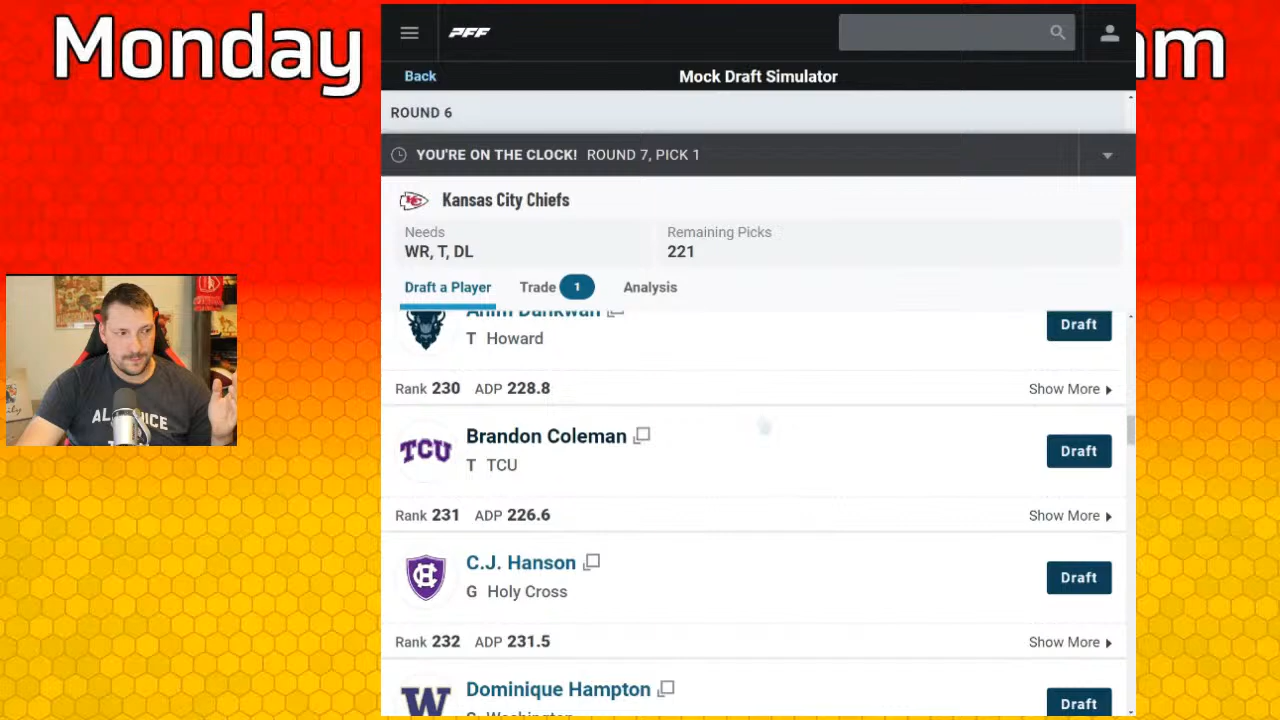 Monday
am
PFF
Back
Mock Draft Simulator
ROUND 6
YOU'RE ON THE CLOCK! ROUND 7, PICK 1
Kansas City Chiefs
Needs
Remaining Picks
WR, T, DL
221
Draft a Player
Trade 1
Analysis
Draft
T Howard
Rank 230 ADP 228.8
Show More
Brandon Coleman
TCU
Draft
T TCU
Rank 231 ADP 226.6
Show More
C.J. Hanson
Draft
G Holy Cross
Rank 232 ADP 231.5
Show More
Dominique Hampton
W
Draft